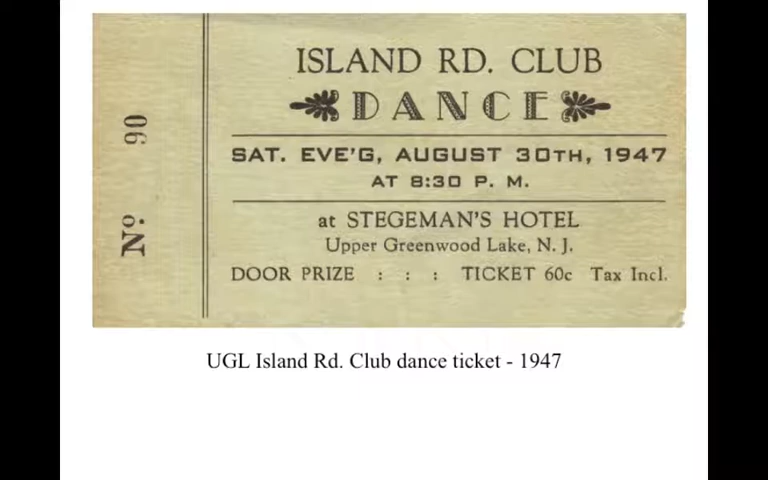 Nº. 90
ISLAND RD. CLUB
DANCE
SAT. EVE'G, AUGUST 30TH, 1947
AT 8:30 P. M.
at STEGEMAN'S HOTEL
Upper Greenwood Lake, N. J.
DOOR PRIZE : : : TICKET 60c Tax Incl.
UGL Island Rd. Club dance ticket - 1947